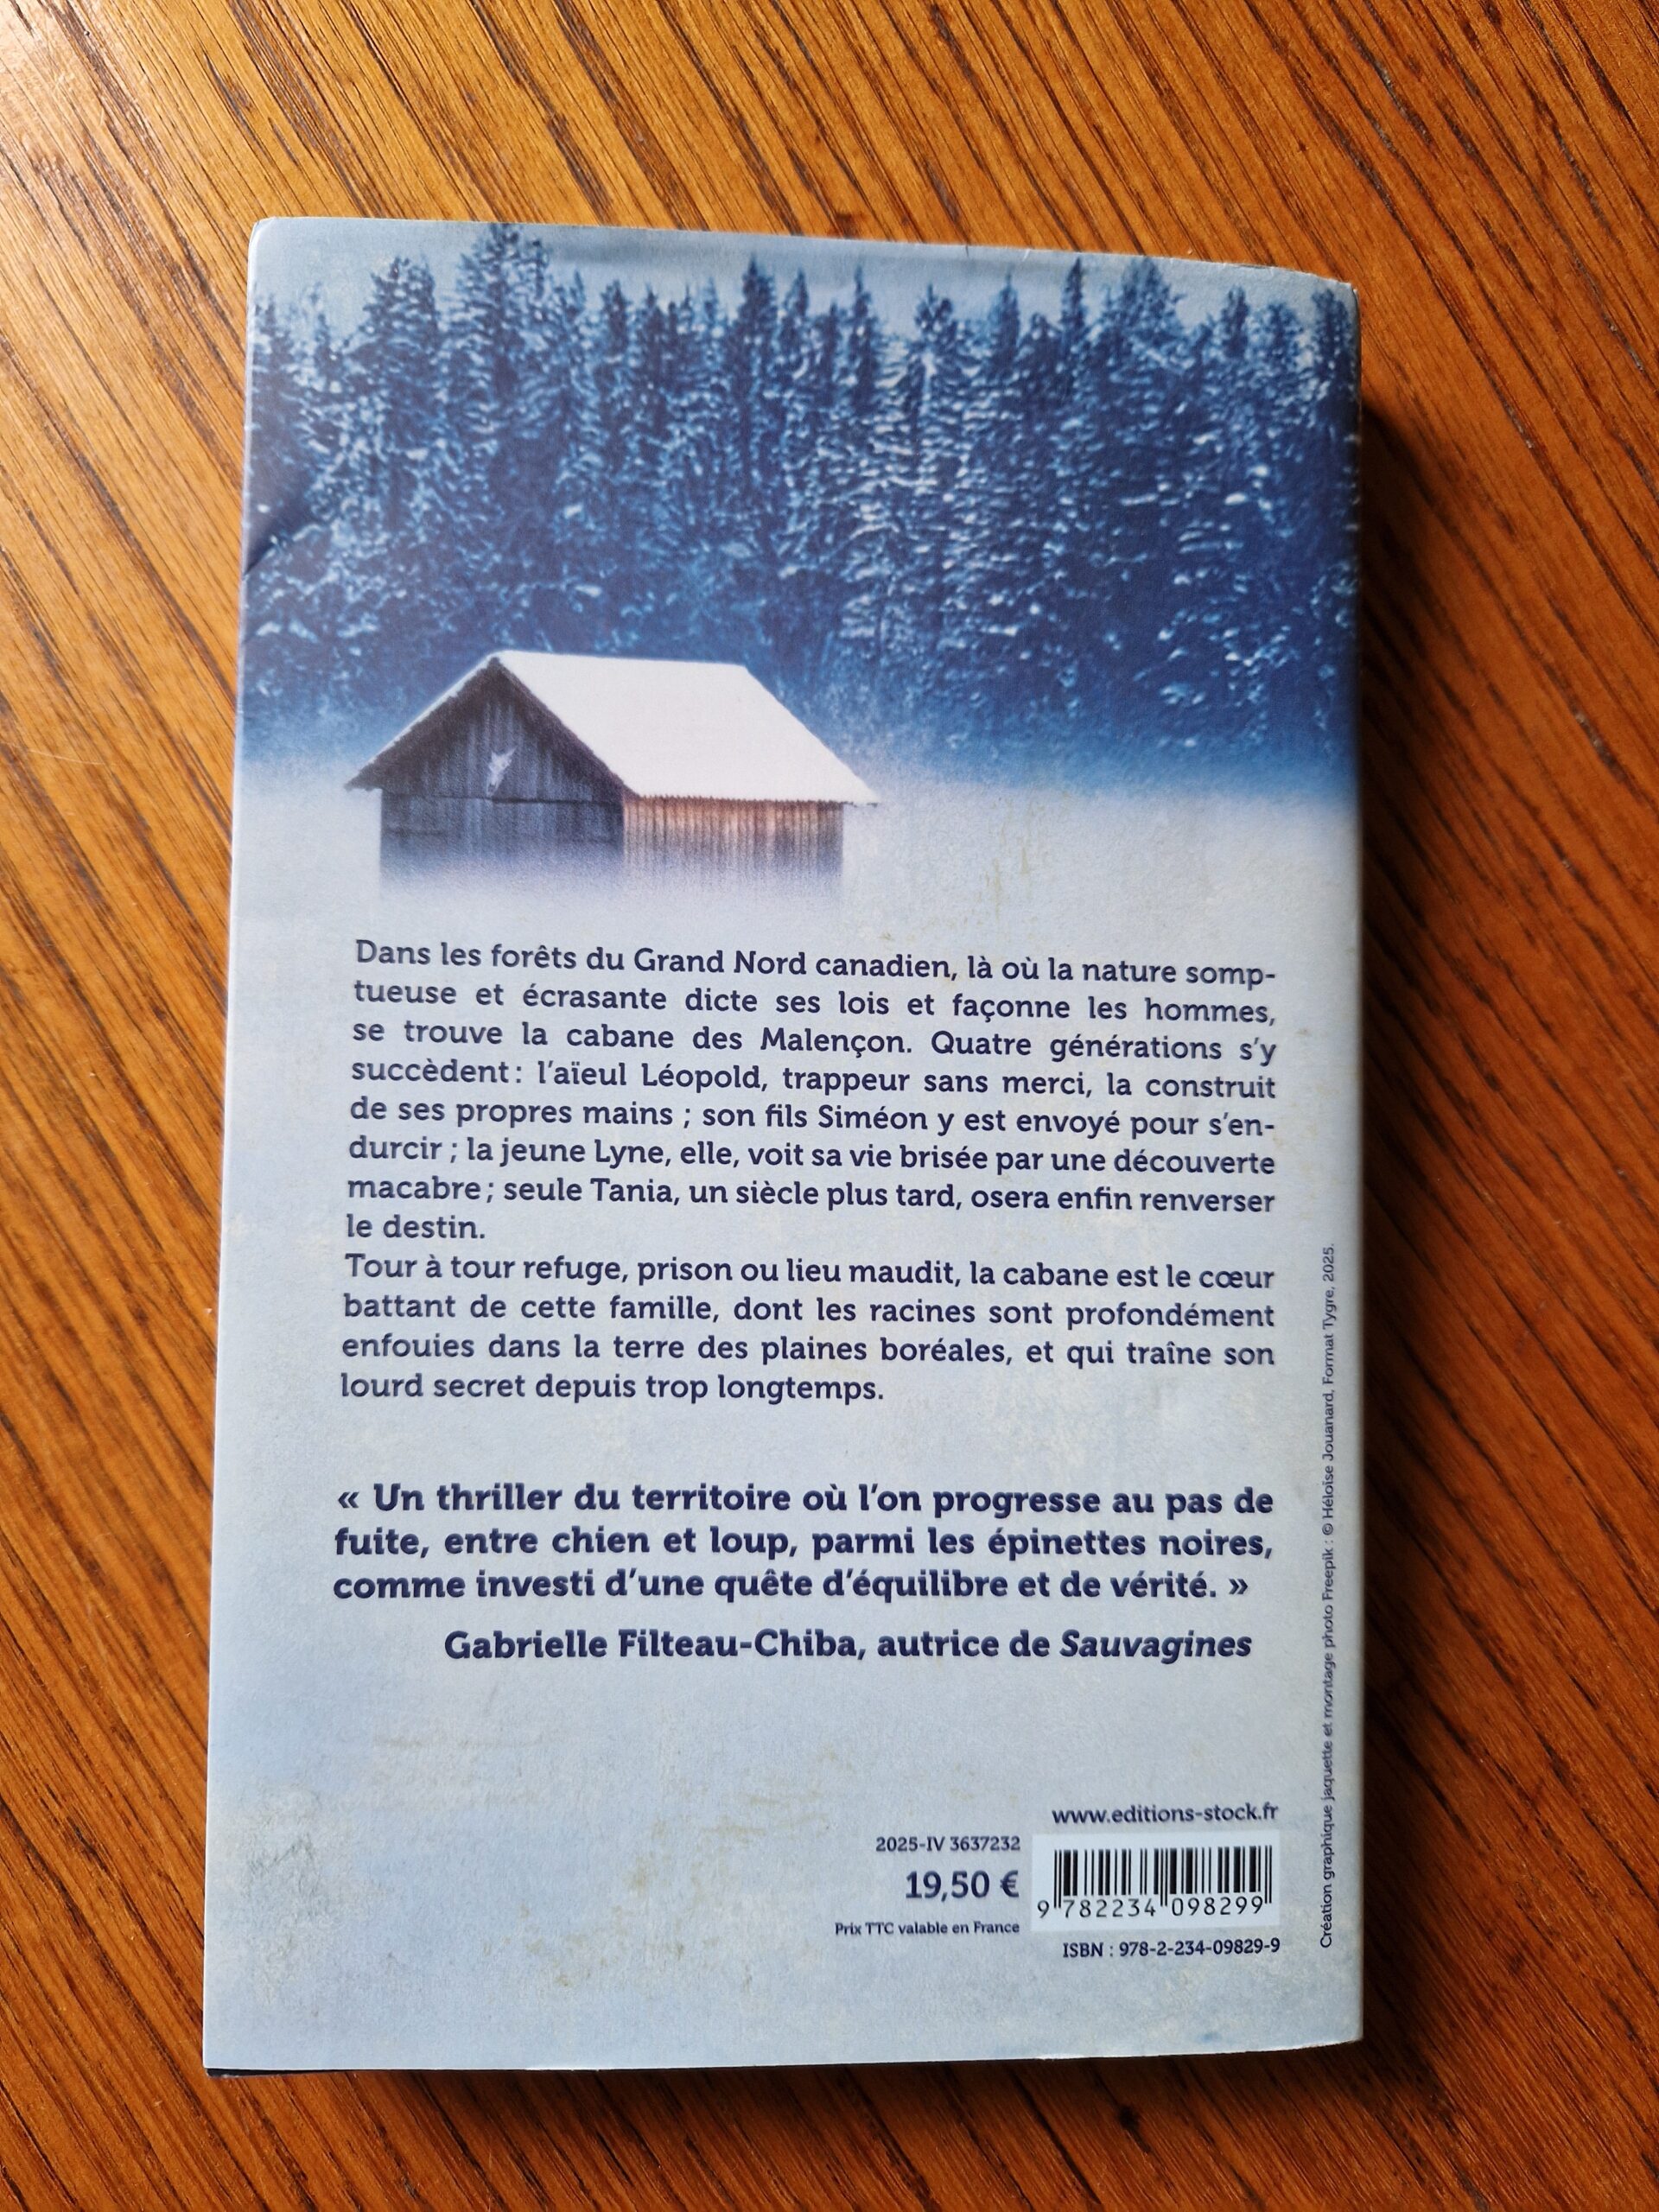 Dans les forêts du Grand Nord canadien, là où la nature somp-
tueuse et écrasante dicte ses lois et façonne les hommes,
se trouve la cabane des Malençon. Quatre générations s'y
succèdent : l'aïeul Léopold, trappeur sans merci, la construit
de ses propres mains ; son fils Siméon y est envoyé pour s'en-
durcir ; la jeune Lyne, elle, voit sa vie brisée par une découverte
macabre ; seule Tania, un siècle plus tard, osera enfin renverser
le destin.
Tour à tour refuge, prison ou lieu maudit, la cabane est le cœur
battant de cette famille, dont les racines sont profondément
enfouies dans la terre des plaines boréales, et qui traîne son
lourd secret depuis trop longtemps.
« Un thriller du territoire où l'on progresse au pas de
fuite, entre chien et loup, parmi les épinettes noires,
comme investi d'une quête d'équilibre et de vérité. »
Gabrielle Filteau-Chiba, autrice de Sauvagines
www.editions-stock.fr
2025-IV 3637232
19,50 €
Prix TTC valable en France
9 782234 098299
ISBN : 978-2-234-09829-9
Création graphique jaquette et montage photo Freepik : © Héloïse Jouanard, Format Tygre, 2025.